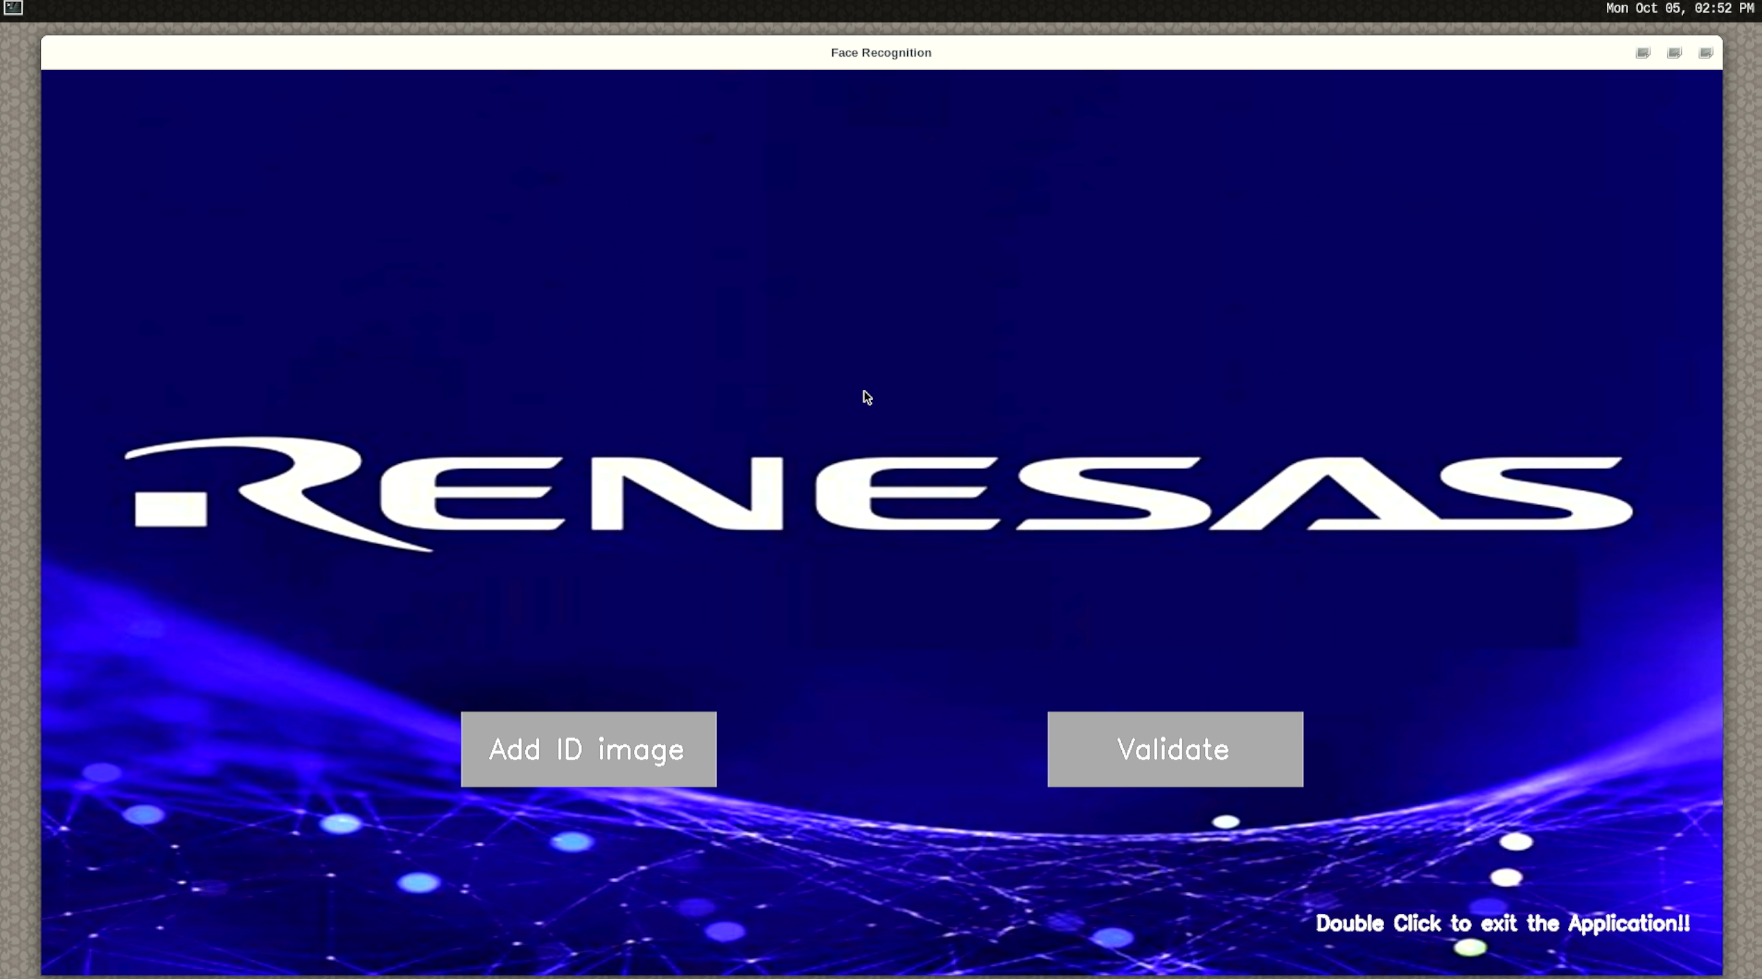 Mon Oct 05, 02:52 PM
Face Recognition
RENESAS
Add ID image
Validate
Double Click to exit the Application!!